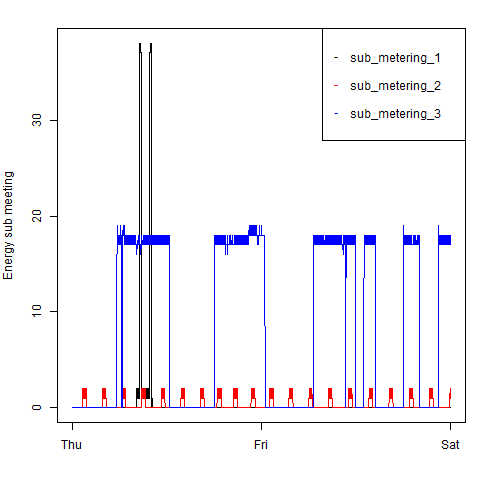 sub_metering_1
sub_metering_2
sub_metering_3
Energy sub meeting
30
20
10
0
Thu Fri Sat